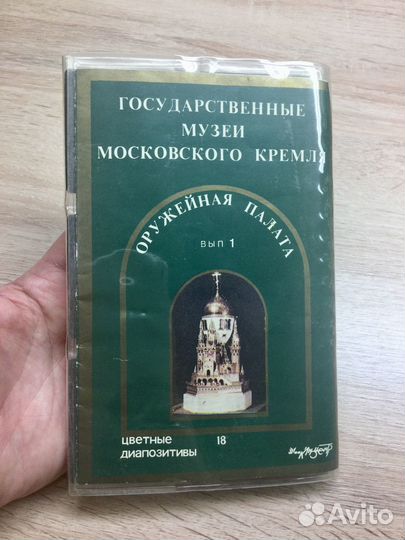 ГОСУДАРСТВЕННЫЕ
МУЗЕИ
МОСКОВСКОГО КРЕМЛЯ
ОРУЖЕЙНАЯ ПАЛАТА
ВЫП 1
цветные 18
диапозитивы
Avito